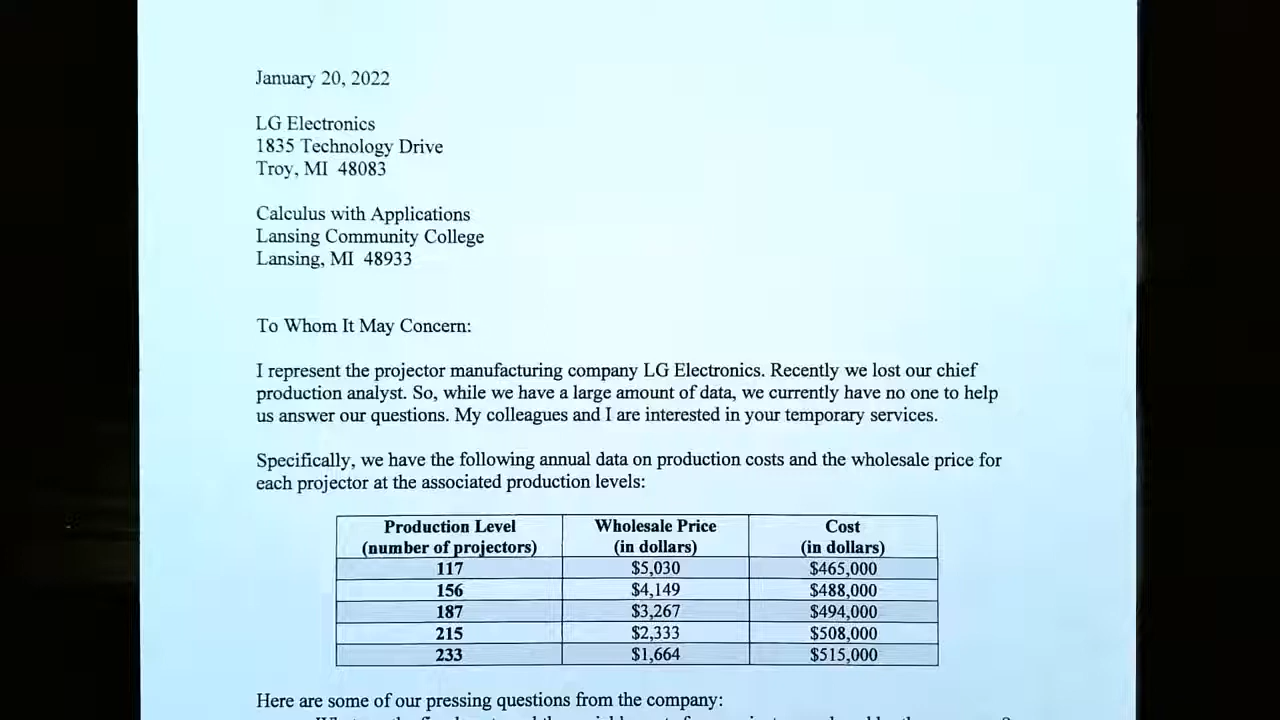 January 20, 2022
LG Electronics
1835 Technology Drive
Troy, MI 48083
Calculus with Applications
Lansing Community College
Lansing, MI 48933
To Whom It May Concern:
I represent the projector manufacturing company LG Electronics. Recently we lost our chief
production analyst. So, while we have a large amount of data, we currently have no one to help
us answer our questions. My colleagues and I are interested in your temporary services.
Specifically, we have the following annual data on production costs and the wholesale price for
each projector at the associated production levels:
Production Level Wholesale Price Cost
(number of projectors) (in dollars) (in dollars)
117 $5,030 $465,000
156 $4,149 $488,000
187 $3,267 $494,000
215 $2,333 $508,000
233 $1,664 $515,000
Here are some of our pressing questions from the company: